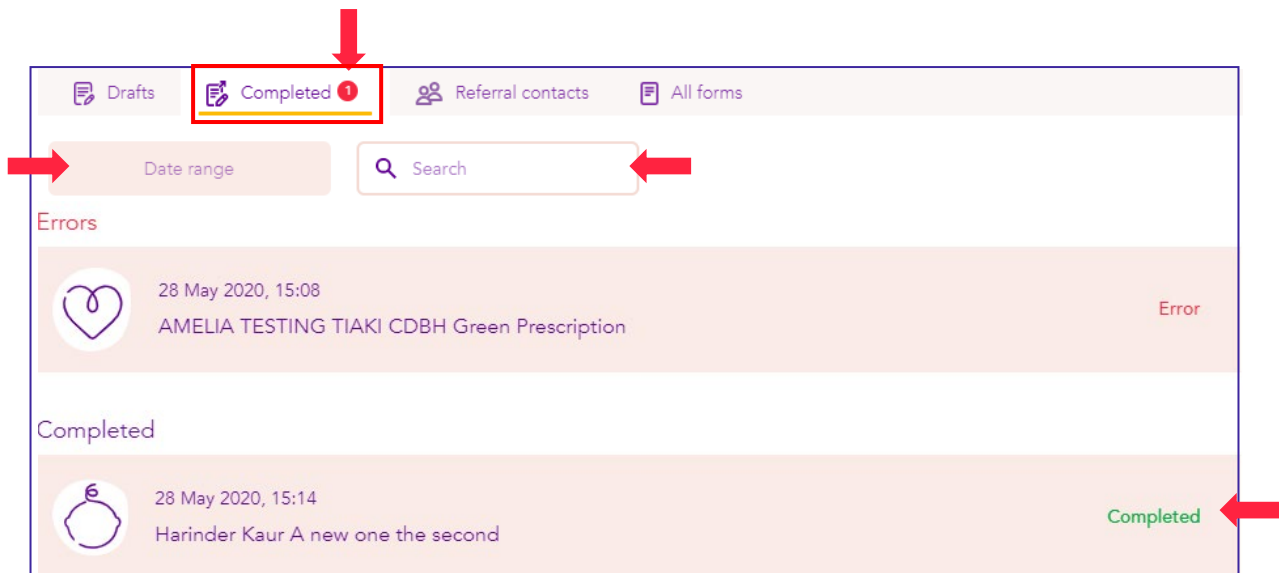 Drafts Completed 1 Referral contacts All forms
Date range Search
Errors
28 May 2020, 15:08
AMELIA TESTING TIAKI CDBH Green Prescription
Error
Completed
28 May 2020, 15:14
Harinder Kaur A new one the second
Completed